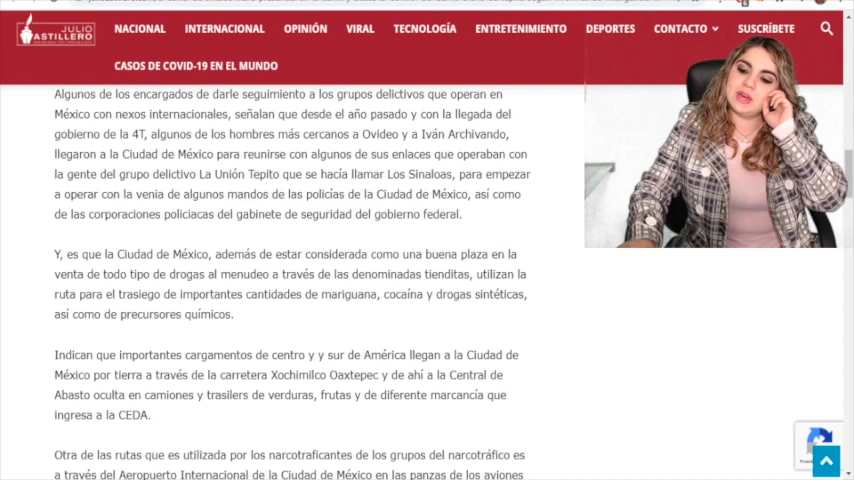 JULIO
ASTILLERO
NACIONAL INTERNACIONAL OPINIÓN VIRAL TECNOLOGÍA ENTRETENIMIENTO DEPORTES CONTACTO SUSCRÍBETE
CASOS DE COVID-19 EN EL MUNDO
Algunos de los encargados de darle seguimiento a los grupos delictivos que operan en
México con nexos internacionales, señalan que desde el año pasado y con la llegada del
gobierno de la 4T, algunos de los hombres más cercanos a Ovideo y a Iván Archivando,
llegaron a la Ciudad de México para reunirse con algunos de sus enlaces que operaban con
la gente del grupo delictivo La Unión Tepito que se hacía llamar Los Sinaloas, para empezar
a operar con la venia de algunos mandos de las policías de la Ciudad de México, así como
de las corporaciones policiacas del gabinete de seguridad del gobierno federal.
Y, es que la Ciudad de México, además de estar considerada como una buena plaza en la
venta de todo tipo de drogas al menudeo a través de las denominadas tienditas, utilizan la
ruta para el trasiego de importantes cantidades de mariguana, cocaína y drogas sintéticas,
así como de precursores químicos.
Indican que importantes cargamentos de centro y y sur de América llegan a la Ciudad de
México por tierra a través de la carretera Xochimilco Oaxtepec y de ahí a la Central de
Abasto oculta en camiones y trasilers de verduras, frutas y de diferente marcancía que
ingresa a la CEDA.
Otra de las rutas que es utilizada por los narcotraficantes de los grupos del narcotráfico es
a través del Aeropuerto Internacional de la Ciudad de México en las panzas de los aviones